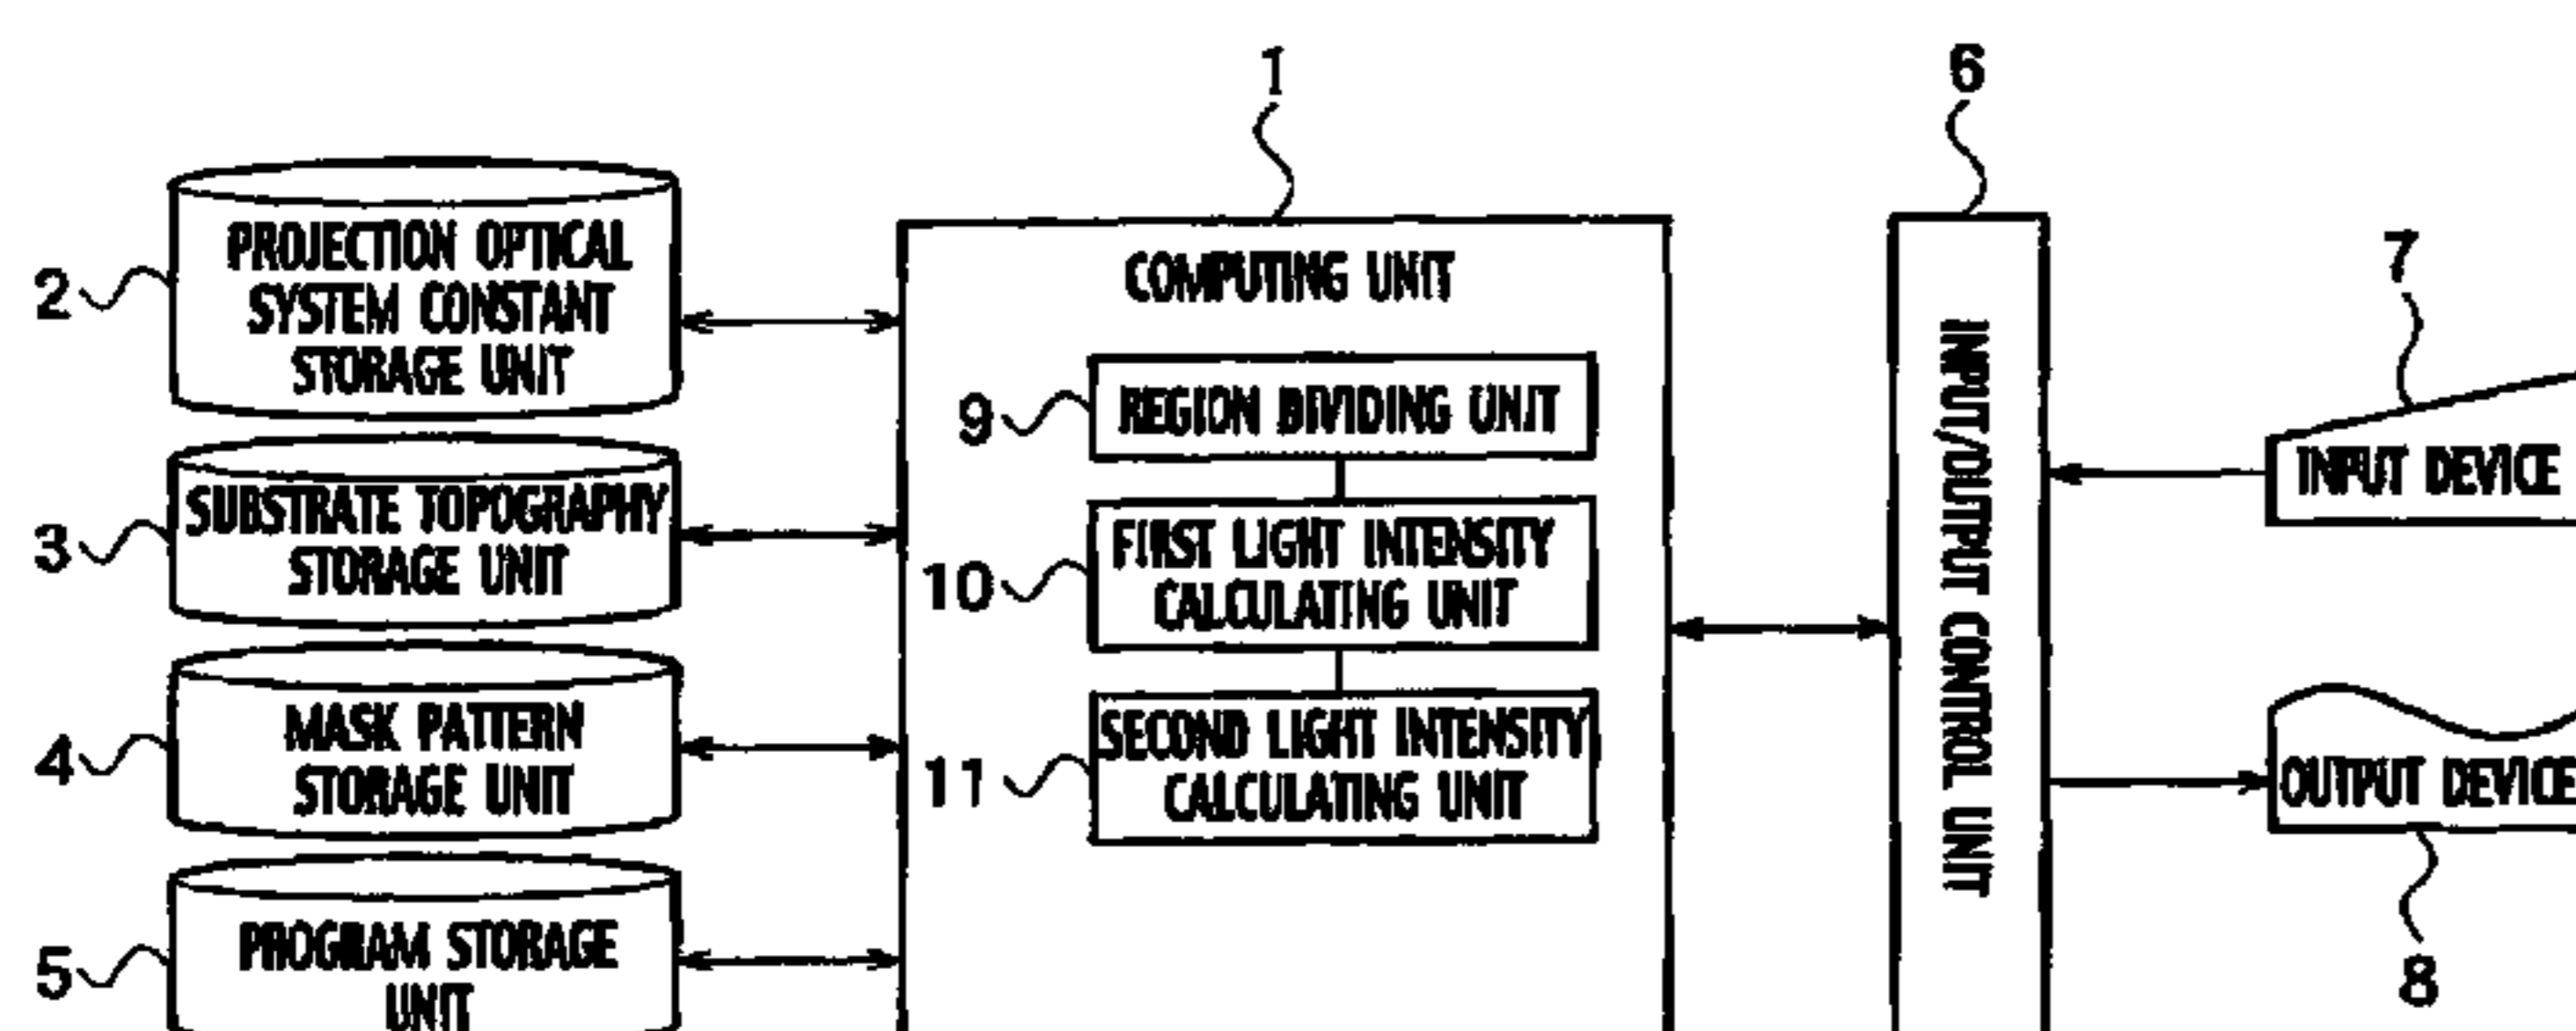 1
6
2
PROJECTION OPTICAL
SYSTEM CONSTANT
STORAGE UNIT
3
SUBSTRATE TOPOGRAPHY
STORAGE UNIT
4
MASK PATTERN
STORAGE UNIT
5
PROGRAM STORAGE
UNIT
COMPUTING UNIT
9
REGION DIVIDING UNIT
10
FIRST LIGHT INTENSITY
CALCULATING UNIT
11
SECOND LIGHT INTENSITY
CALCULATING UNIT
INPUT/OUTPUT CONTROL UNIT
7
INPUT DEVICE
OUTPUT DEVICE
8